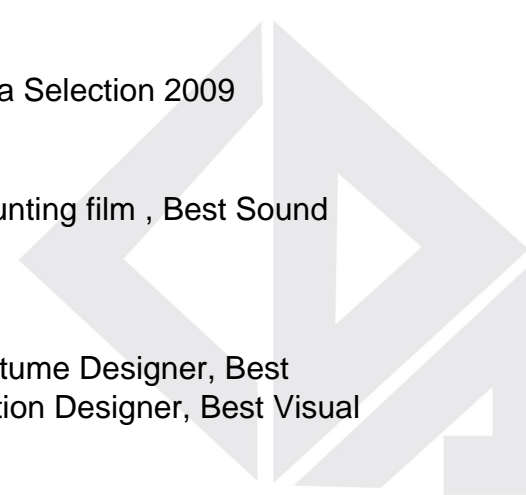 a Selection 2009
unting film , Best Sound
tume Designer, Best
tion Designer, Best Visual